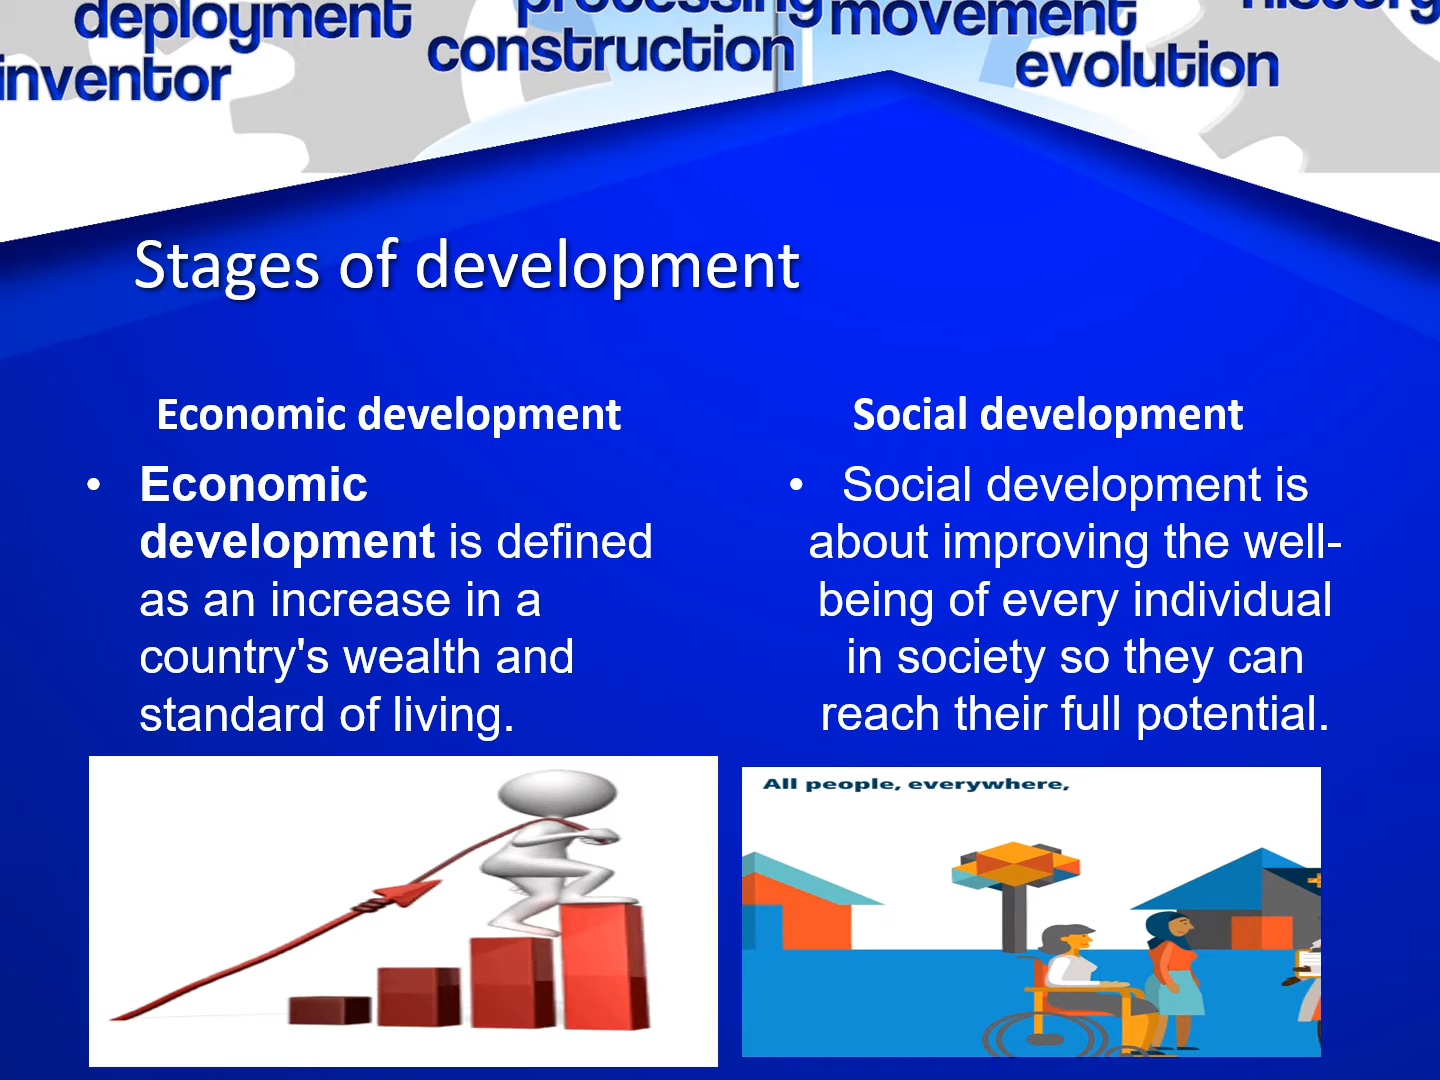 deployment
processing
movement
history
inventor
construction
evolution
Stages of development
Economic development
• Economic
development is defined
as an increase in a
country's wealth and
standard of living.
Social development
• Social development is
about improving the well-
being of every individual
in society so they can
reach their full potential.
All people, everywhere,